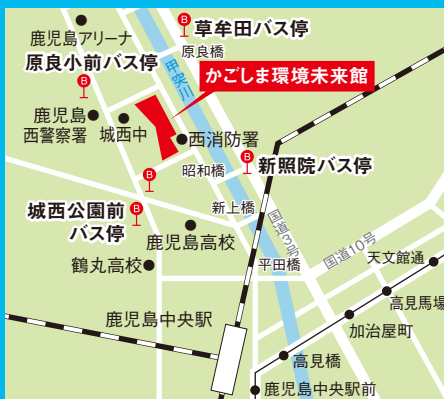 B
草牟田バス停
鹿児島アリーナ
原良橋
原良小前バス停
甲突川
かごしま環境未来館
B
鹿児島
西警察署
城西中
西消防署
B
昭和橋
B
新照院バス停
B
城西公園前
バス停
新上橋
国道3号
鹿児島高校
国道10号
平田橋
天文館通
鶴丸高校
高見馬場
鹿児島中央駅
加治屋町
高見橋
鹿児島中央駅前